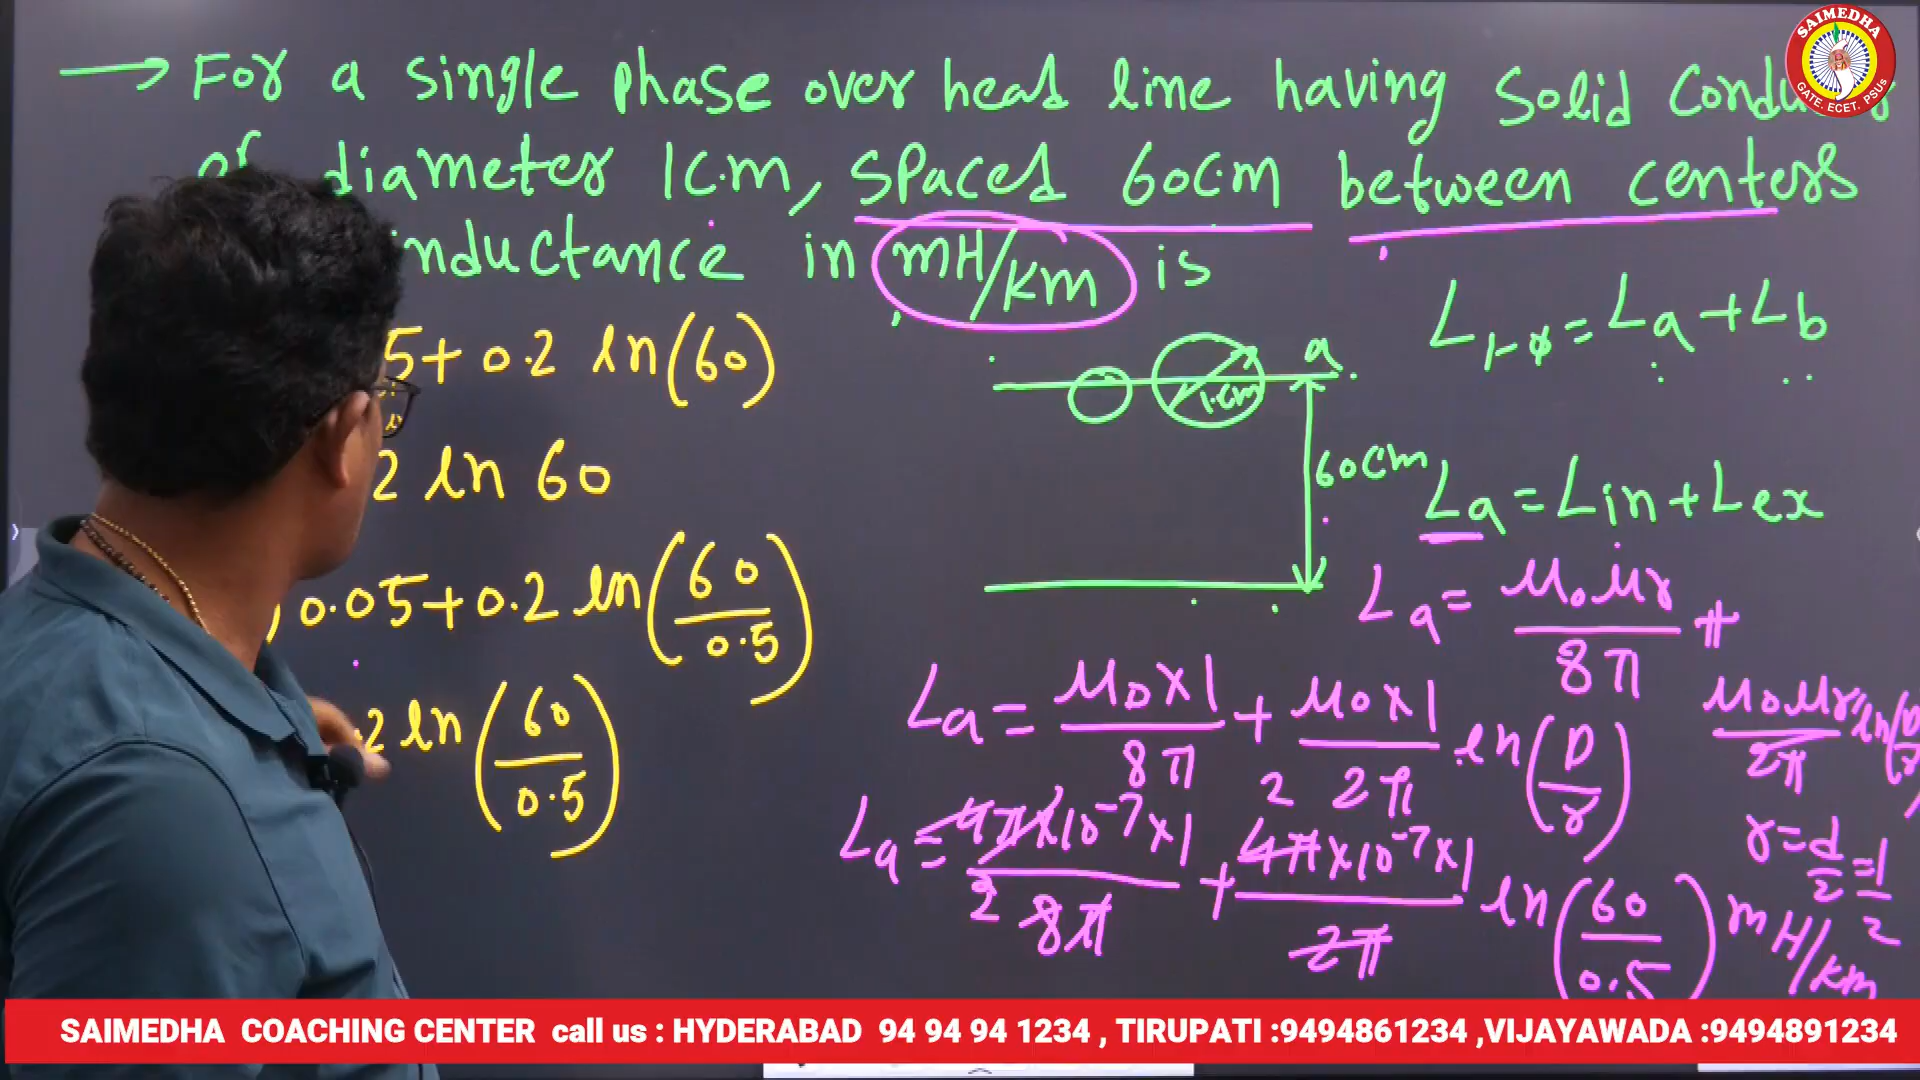 → For a single phase over head line having solid
diameter 1cm, spaced 60cm between centers
inductance in mH/km is
5+ 0.2 ln(60)
2 ln 60
) 0.05+0.2 ln(60/0.5)
.2 ln(60/0.5)
a
1cm
60cm
L1-φ = La+Lb
La = Lin+Lex
La = μ0μr/8π +
μ0μr/2π ln(D/r
La = μ0×1/8π + μ0×1/2π ln(D/r)
r=d/2=1/2
La = 4π×10-7×1/8π + 4π×10-7×1/2π ln(60/0.5) mH/km
2
2
SAIMEDHA
GATE. ECET. PSUs
SAIMEDHA COACHING CENTER call us : HYDERABAD 94 94 94 1234 , TIRUPATI :9494861234 ,VIJAYAWADA :9494891234